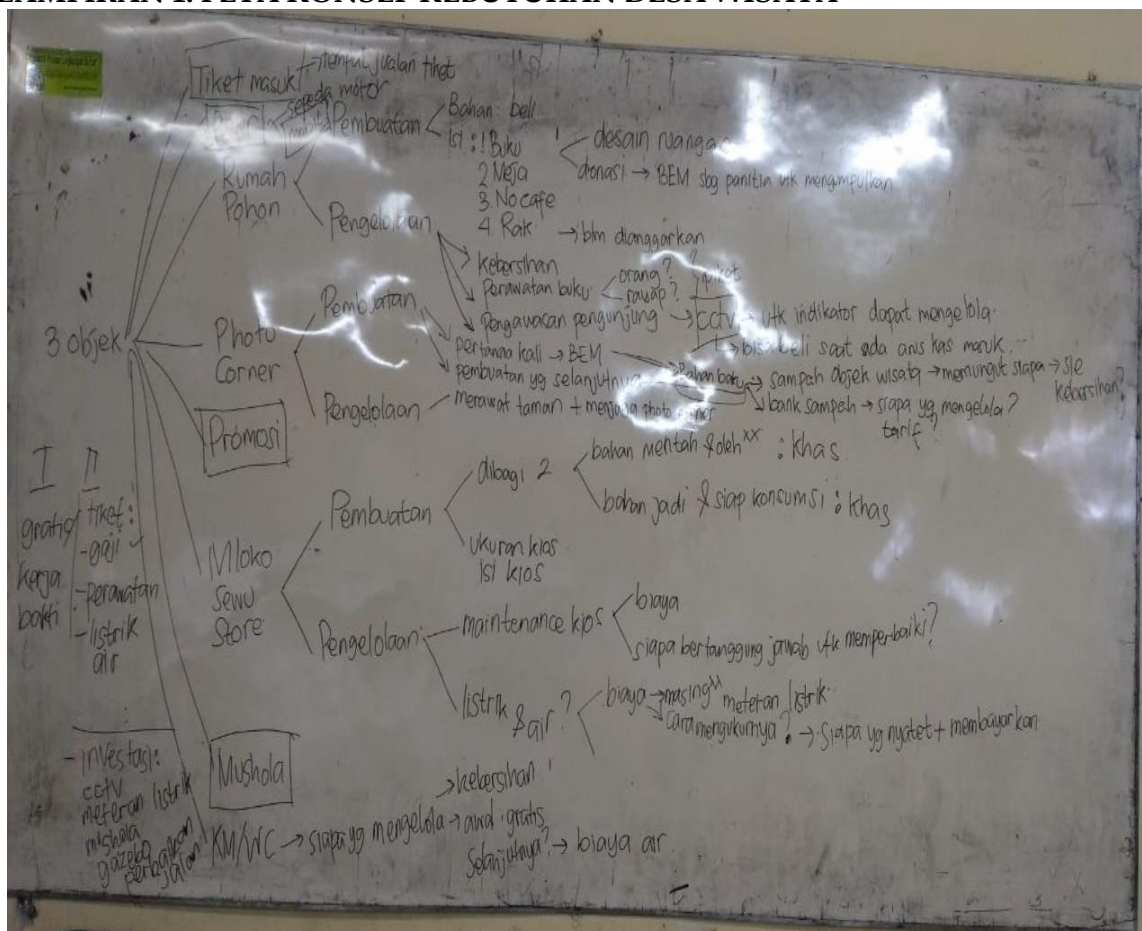 LAMPIRAN 1. PETA KONSEP KEBUTUHAN DESA WISATA
3 objek
Tiket masuk → tempat jualan tiket
sepeda motor
Rumah Pohon
Pembuatan
Bahan: beli
Isi: 1 Buku
2 Meja
3 No cafe
4 Rak → blm dianggarkan
desain ruangan
donasi → BEM sbg panitia utk mengumpulkan
Pengelolaan
kebersihan
Perawatan buku
orang?
rayap?
piket
Pengawasan pengunjung → cctv → utk indikator dapat mengelola
→ bisa beli saat ada arus kas masuk
Photo Corner
Pembuatan
pertama kali → BEM
pembuatan yg selanjutnya
Bahan baku
→ sampah objek wisata → memungut siapa → sie kebersihan?
bank sampah → siapa yg mengelola?
tarif?
Pengelolaan
merawat taman + menjaga photo corner
Promosi
Mloko Sewu Store
Pembuatan
dibagi 2
bahan mentah & oleh xx : khas
bahan jadi & siap konsumsi : khas
ukuran kios
isi kios
Pengelolaan
maintenance kios
biaya
siapa bertanggung jawab utk memperbaiki?
listrik & air?
biaya → masing" meteran listrik
cara mengukurnya? → siapa yg nyatet + membayarkan
Mushola
KM/WC → siapa yg mengelola
→ kebersihan
→ awal : gratis
Selanjutnya? → biaya air
I
gratis
kerja bakti
II
tiket:
- gaji
- perawatan
- listrik
air
- investasi:
cctv
meteran listrik
mushola
gazebo
perbaikan jalan